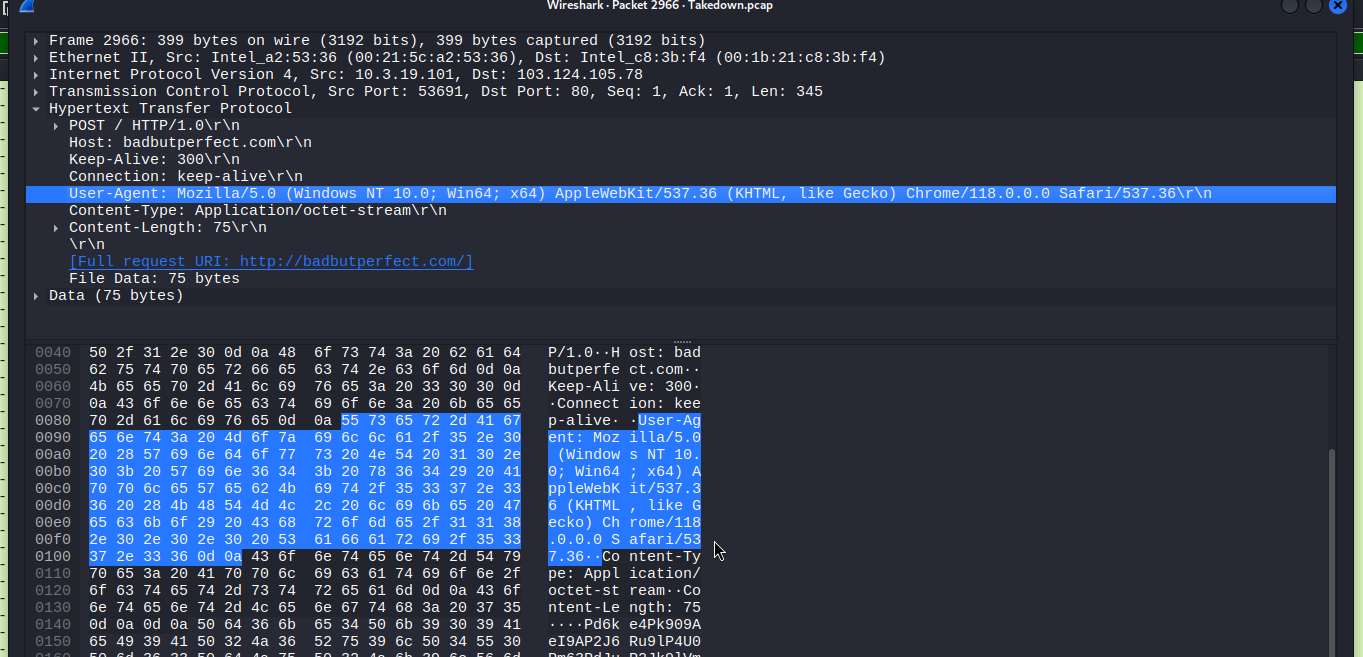 Wireshark · Packet 2966 · Takedown.pcap
Frame 2966: 399 bytes on wire (3192 bits), 399 bytes captured (3192 bits)
Ethernet II, Src: Intel_a2:53:36 (00:21:5c:a2:53:36), Dst: Intel_c8:3b:f4 (00:1b:21:c8:3b:f4)
Internet Protocol Version 4, Src: 10.3.19.101, Dst: 103.124.105.78
Transmission Control Protocol, Src Port: 53691, Dst Port: 80, Seq: 1, Ack: 1, Len: 345
Hypertext Transfer Protocol
POST / HTTP/1.0\r\n
Host: badbutperfect.com\r\n
Keep-Alive: 300\r\n
Connection: keep-alive\r\n
User-Agent: Mozilla/5.0 (Windows NT 10.0; Win64; x64) AppleWebKit/537.36 (KHTML, like Gecko) Chrome/118.0.0.0 Safari/537.36\r\n
Content-Type: Application/octet-stream\r\n
Content-Length: 75\r\n
\r\n
[Full request URI: http://badbutperfect.com/]
File Data: 75 bytes
Data (75 bytes)
0040 50 2f 31 2e 30 0d 0a 48 6f 73 74 3a 20 62 61 64 P/1.0··H ost: bad
0050 62 75 74 70 65 72 66 65 63 74 2e 63 6f 6d 0d 0a butperfe ct.com··
0060 4b 65 65 70 2d 41 6c 69 76 65 3a 20 33 30 30 0d Keep-Ali ve: 300·
0070 0a 43 6f 6e 6e 65 63 74 69 6f 6e 3a 20 6b 65 65 ·Connect ion: kee
0080 70 2d 61 6c 69 76 65 0d 0a 55 73 65 72 2d 41 67 p-alive· ·User-Ag
0090 65 6e 74 3a 20 4d 6f 7a 69 6c 6c 61 2f 35 2e 30 ent: Moz illa/5.0
00a0 20 28 57 69 6e 64 6f 77 73 20 4e 54 20 31 30 2e (Window s NT 10.
00b0 30 3b 20 57 69 6e 36 34 3b 20 78 36 34 29 20 41 0; Win64 ; x64) A
00c0 70 70 6c 65 57 65 62 4b 69 74 2f 35 33 37 2e 33 ppleWebK it/537.3
00d0 36 20 28 4b 48 54 4d 4c 2c 20 6c 69 6b 65 20 47 6 (KHTML , like G
00e0 65 63 6b 6f 29 20 43 68 72 6f 6d 65 2f 31 31 38 ecko) Ch rome/118
00f0 2e 30 2e 30 2e 30 20 53 61 66 61 72 69 2f 35 33 .0.0.0 S afari/53
0100 37 2e 33 36 0d 0a 43 6f 6e 74 65 6e 74 2d 54 79 7.36··Co ntent-Ty
0110 70 65 3a 20 41 70 70 6c 69 63 61 74 69 6f 6e 2f pe: Appl ication/
0120 6f 63 74 65 74 2d 73 74 72 65 61 6d 0d 0a 43 6f octet-st ream··Co
0130 6e 74 65 6e 74 2d 4c 65 6e 67 74 68 3a 20 37 35 ntent-Le ngth: 75
0140 0d 0a 0d 0a 50 64 36 6b 65 34 50 6b 39 30 39 41 ····Pd6k e4Pk909A
0150 65 49 39 41 50 32 4a 36 52 75 39 6c 50 34 55 30 eI9AP2J6 Ru9lP4U0